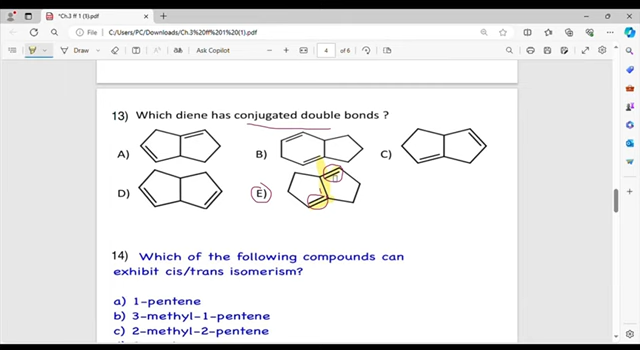 *Ch.3 ff 1 (1).pdf
File
C:/Users/PC/Downloads/Ch.3%20ff%201%20(1).pdf
Draw
Ask Copilot
4 of 6
13) Which diene has conjugated double bonds ?
A) B) C)
D) E)
14) Which of the following compounds can
exhibit cis/trans isomerism?
a) 1-pentene
b) 3-methyl-1-pentene
c) 2-methyl-2-pentene